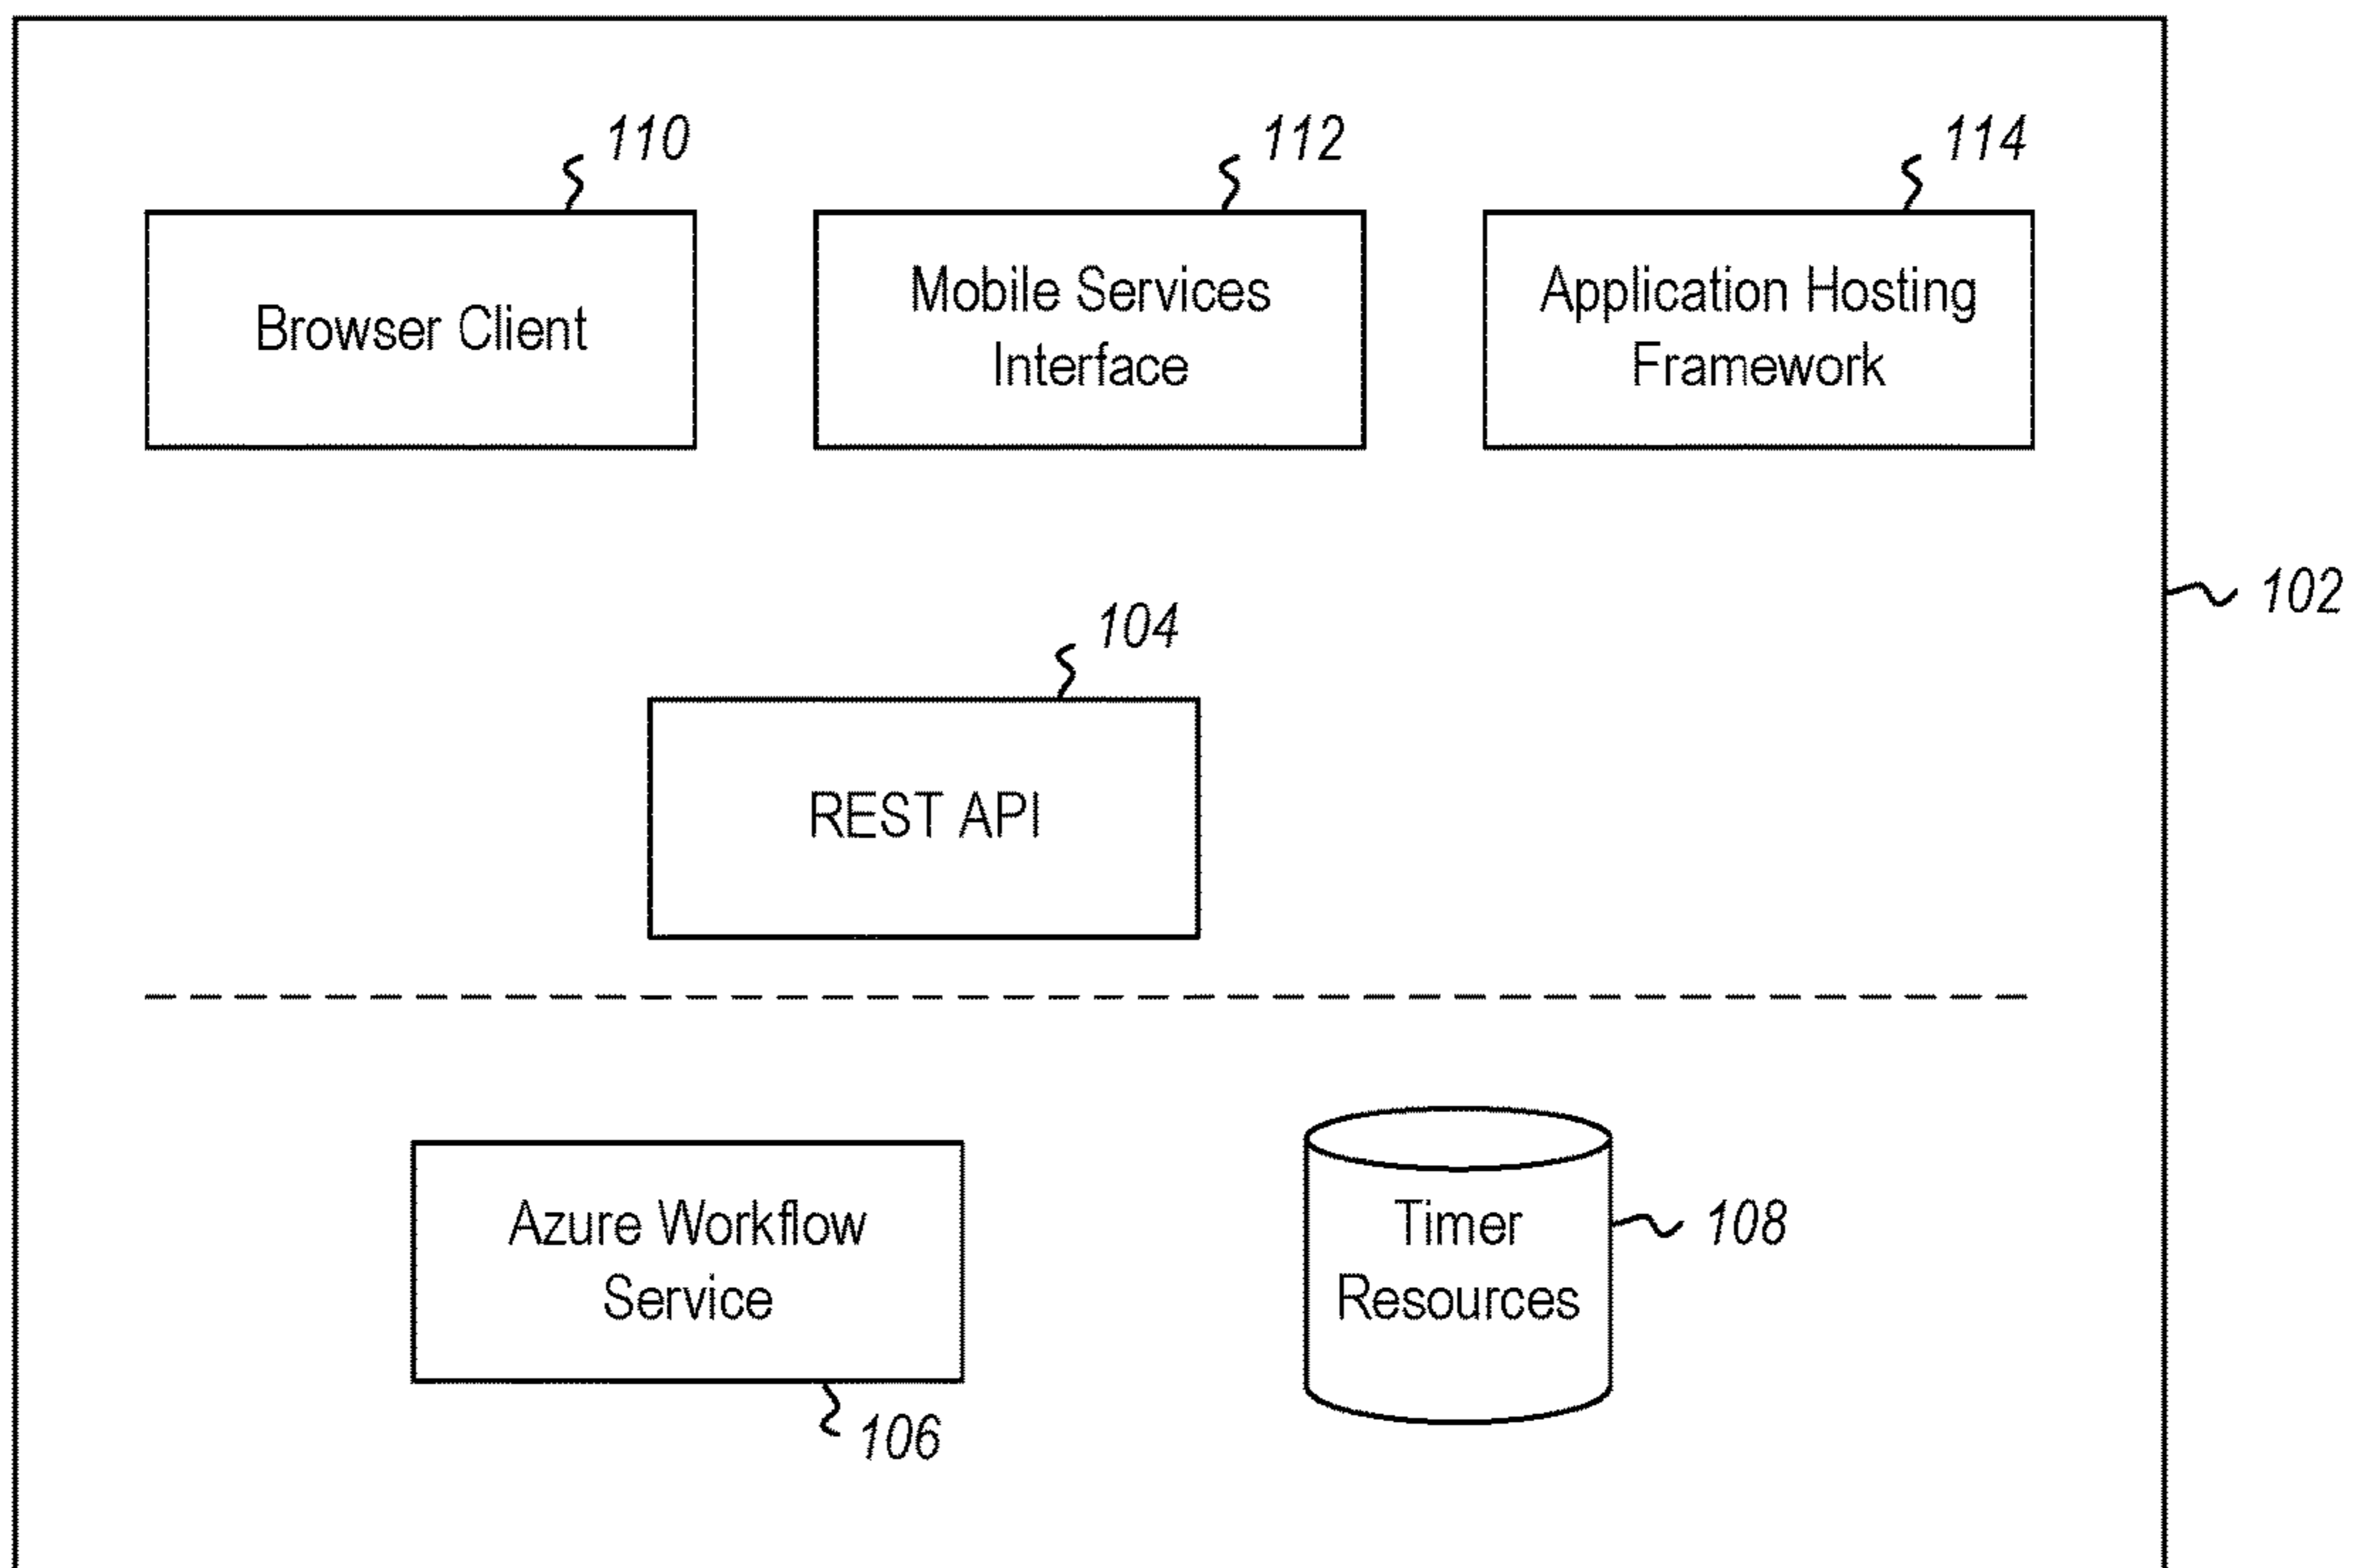 110
112
114
Browser Client
Mobile Services
Interface
Application Hosting
Framework
102
104
REST API
Azure Workflow
Service
106
Timer
Resources
108